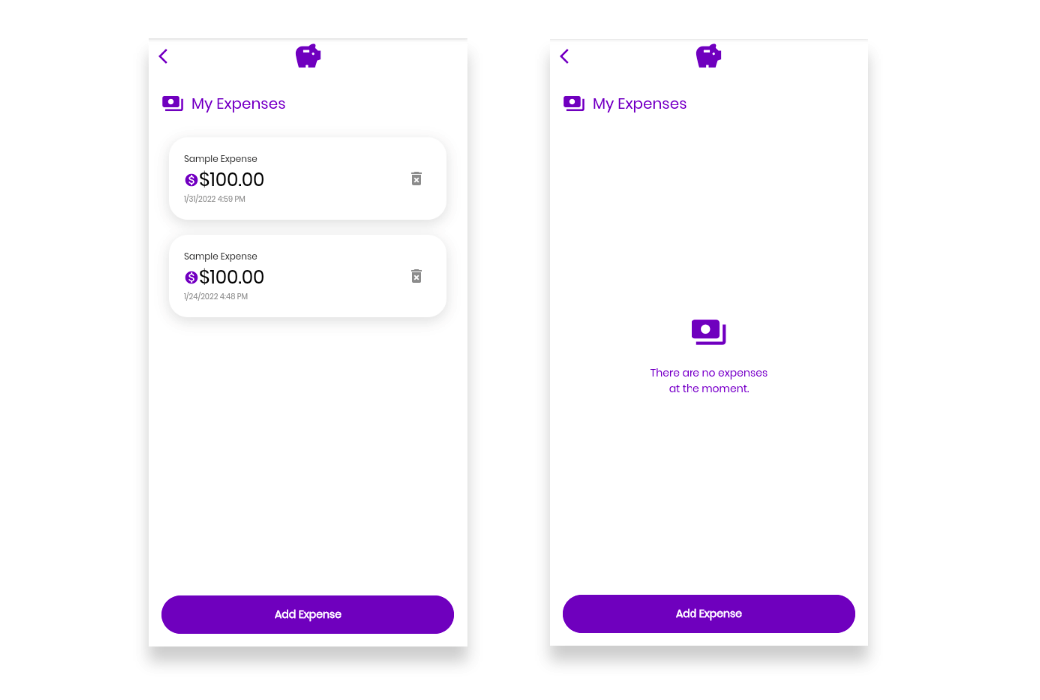 My Expenses
Sample Expense
$100.00
1/31/2022 4:59 PM
Sample Expense
$100.00
1/24/2022 4:48 PM
Add Expense
My Expenses
There are no expenses
at the moment.
Add Expense